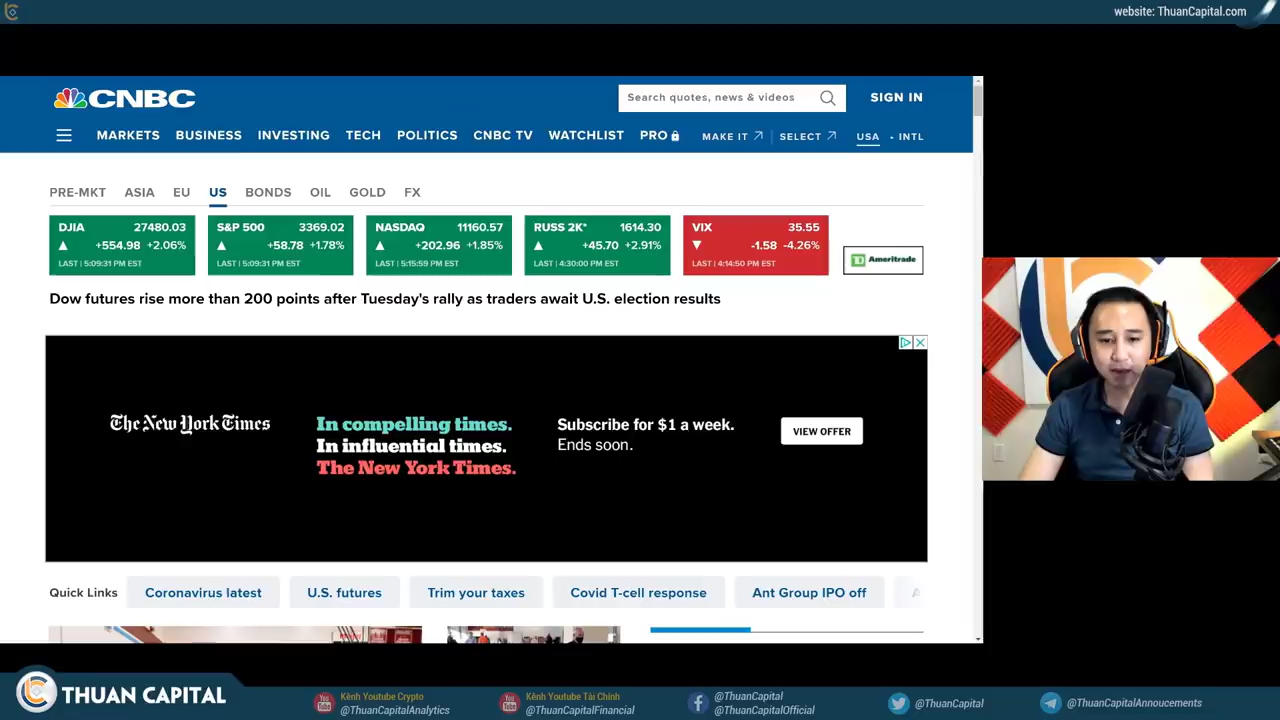 website: ThuanCapital.com
CNBC
Search quotes, news & videos
SIGN IN
MARKETS BUSINESS INVESTING TECH POLITICS CNBC TV WATCHLIST PRO MAKE IT SELECT USA • INTL
PRE-MKT ASIA EU US BONDS OIL GOLD FX
DJIA 27480.03
+554.98 +2.06%
LAST | 5:09:31 PM EST
S&P 500 3369.02
+58.78 +1.78%
LAST | 5:09:31 PM EST
NASDAQ 11160.57
+202.96 +1.85%
LAST | 5:15:59 PM EST
RUSS 2K* 1614.30
+45.70 +2.91%
LAST | 4:30:00 PM EST
VIX 35.55
-1.58 -4.26%
LAST | 4:14:50 PM EST
TD Ameritrade
Dow futures rise more than 200 points after Tuesday's rally as traders await U.S. election results
The New York Times
In compelling times.
In influential times.
The New York Times.
Subscribe for $1 a week.
Ends soon.
VIEW OFFER
Quick Links Coronavirus latest U.S. futures Trim your taxes Covid T-cell response Ant Group IPO off
THUAN CAPITAL
Kênh Youtube Crypto
@ThuanCapitalAnalytics
Kênh Youtube Tài Chính
@ThuanCapitalFinancial
@ThuanCapital
@ThuanCapitalOfficial
@ThuanCapital
@ThuanCapitalAnnoucements